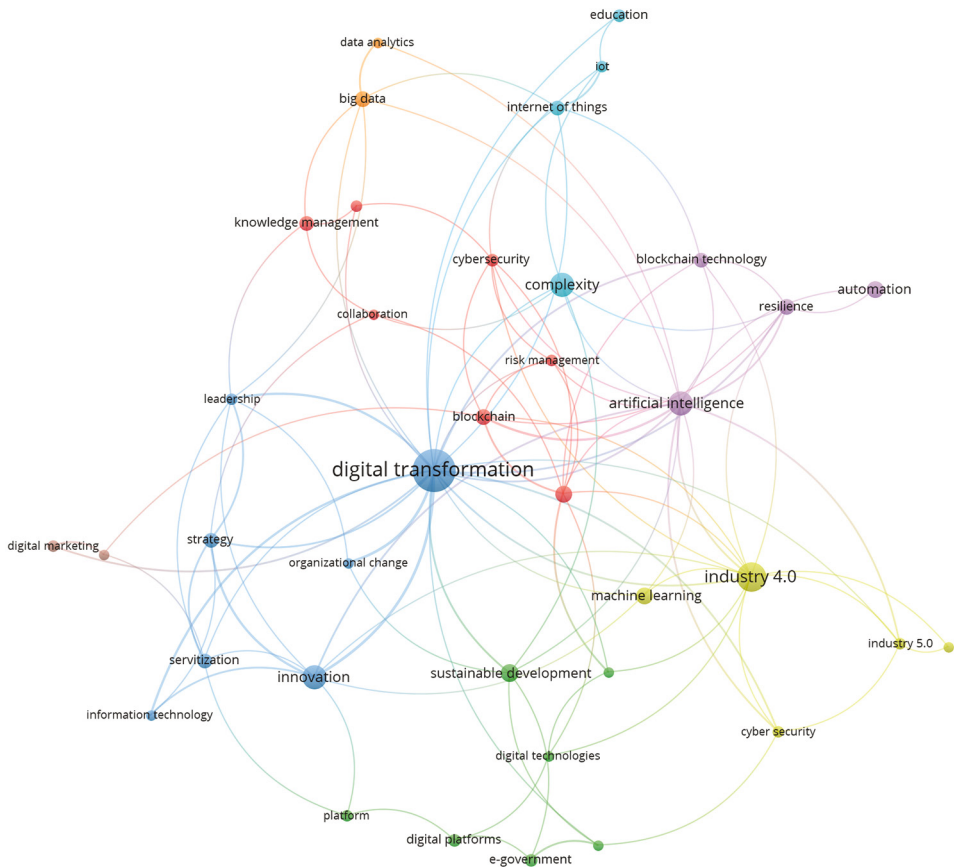 education
data analytics
iot
big data
internet of things
knowledge management
cybersecurity
blockchain technology
complexity
automation
resilience
collaboration
risk management
leadership
artificial intelligence
blockchain
digital transformation
digital marketing
strategy
organizational change
industry 4.0
machine learning
industry 5.0
servitization
innovation
sustainable development
information technology
cyber security
digital technologies
platform
digital platforms
e-government